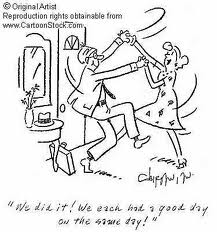 © Original Artist
Reproduction rights obtainable from
www.CartoonStock.com
"We did it! We each had a good day
on the same day!"